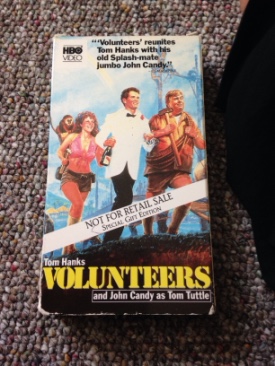 HBO
VIDEO
"'Volunteers' reunites
Tom Hanks with his
old Splash-mate
jumbo John Candy."
NOT FOR RETAIL SALE
SPECIAL GIFT EDITION
Tom Hanks
VOLUNTEERS
and John Candy as Tom Tuttle